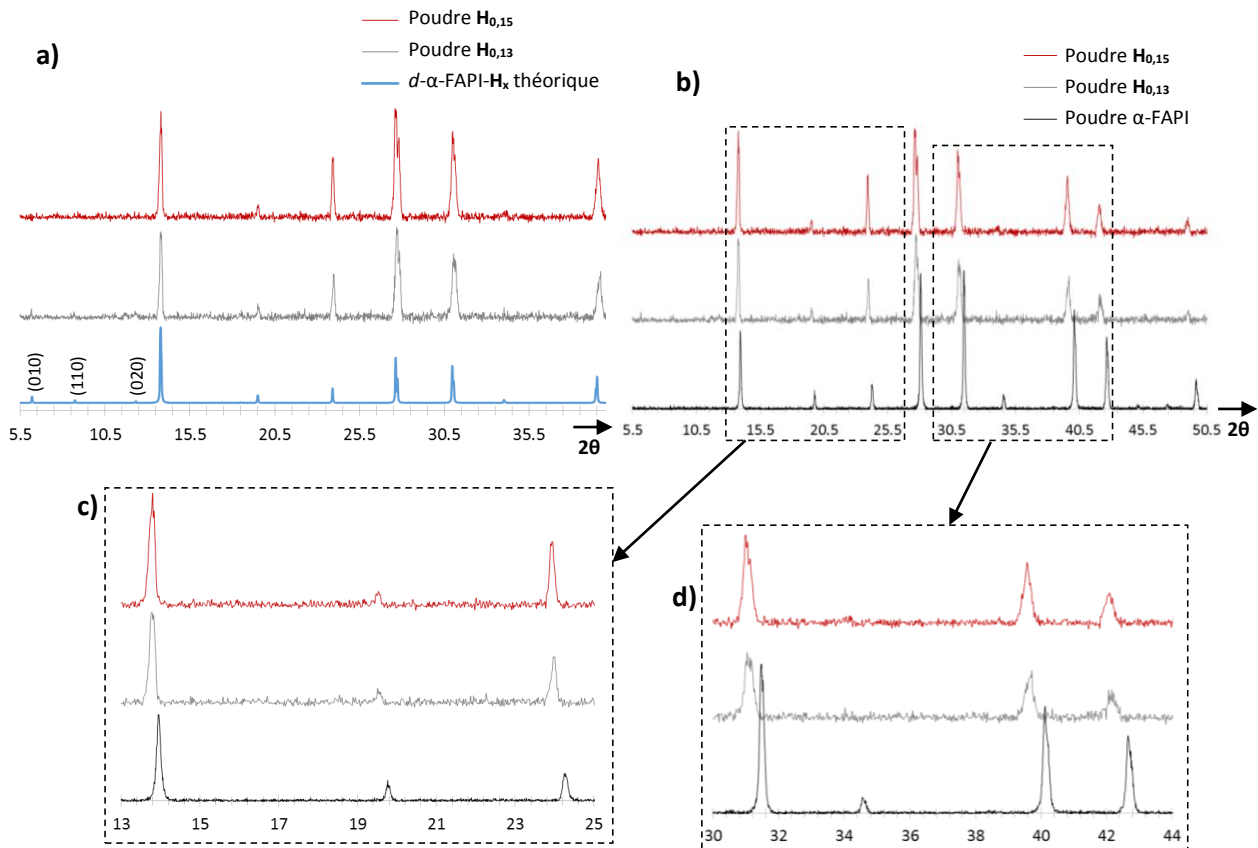 a)
Poudre H0,15
Poudre H0,13
d-α-FAPI-Hx théorique
(010)
(110)
(020)
5.5 10.5 15.5 20.5 25.5 30.5 35.5
2θ
b)
Poudre H0,15
Poudre H0,13
Poudre α-FAPI
5.5 10.5 15.5 20.5 25.5 30.5 35.5 40.5 45.5 50.5
2θ
c)
13 15 17 19 21 23 25
d)
30 32 34 36 38 40 42 44